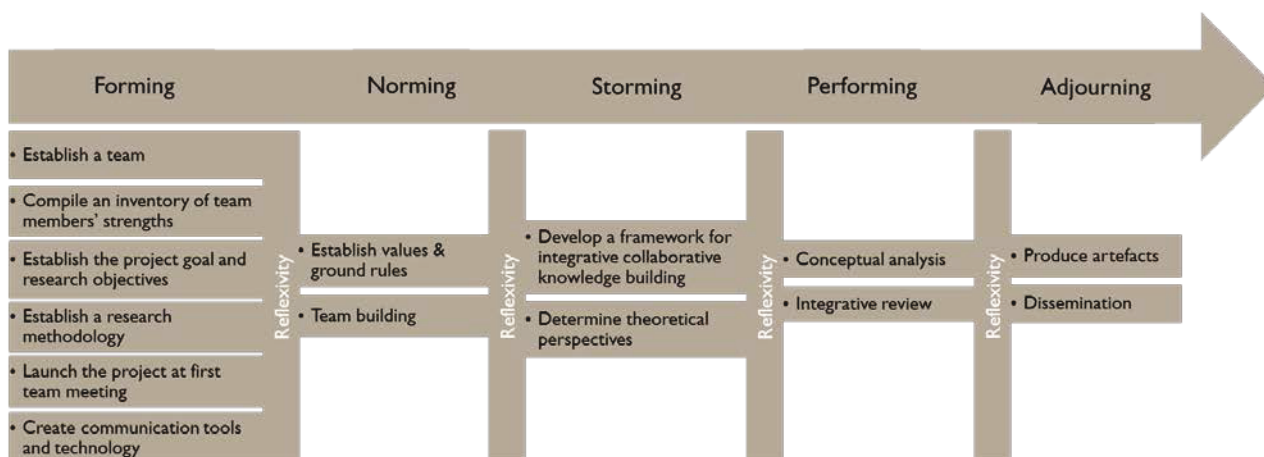 Forming
Norming
Storming
Performing
Adjourning
• Establish a team
• Compile an inventory of team
members’ strengths
• Establish the project goal and
research objectives
• Establish a research
methodology
• Launch the project at first
team meeting
• Create communication tools
and technology
Reflexivity
• Establish values &
ground rules
• Team building
Reflexivity
• Develop a framework for
integrative collaborative
knowledge building
• Determine theoretical
perspectives
Reflexivity
• Conceptual analysis
• Integrative review
Reflexivity
• Produce artefacts
• Dissemination